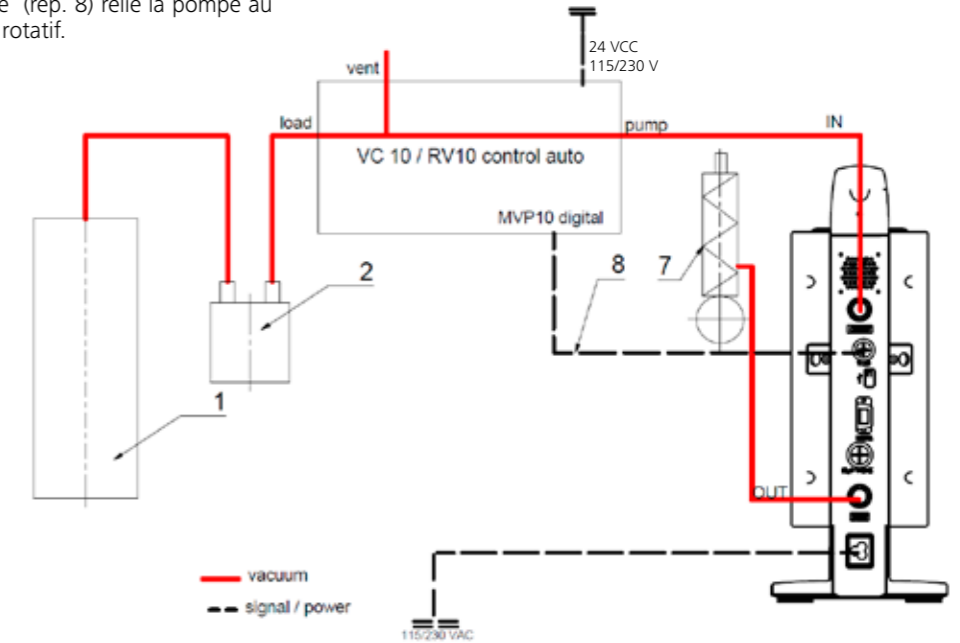 e (rep. 8) relie la pompe au
rotatif.
24 VCC
115/230 V
vent
load
pump
IN
VC 10 / RV10 control auto
MVP10 digital
8
7
2
1
OUT
vacuum
signal / power
115/230 VAC